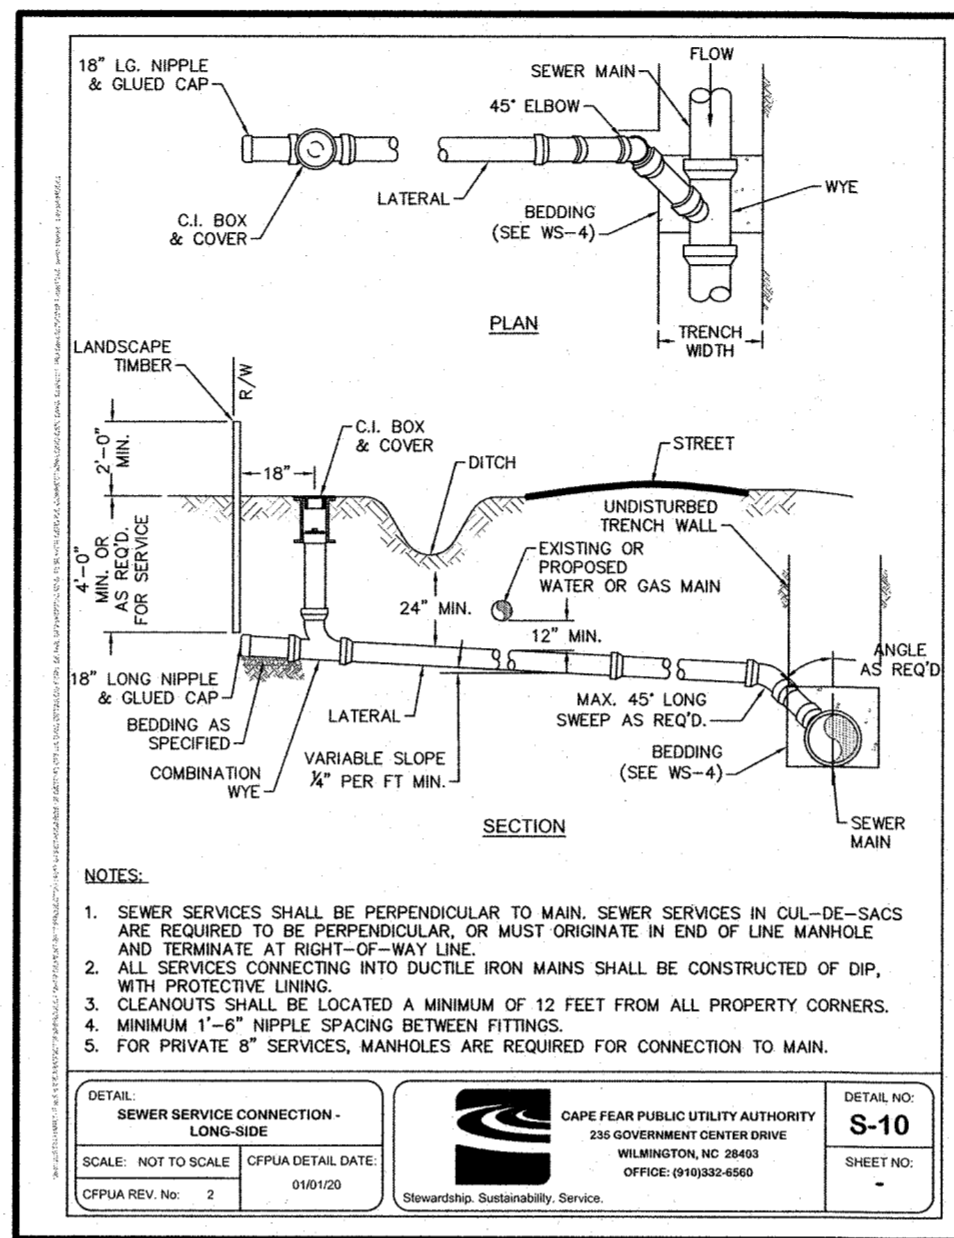 18" LG. NIPPLE
& GLUED CAP
SEWER MAIN
FLOW
45° ELBOW
LATERAL
C.I. BOX
& COVER
BEDDING
(SEE WS-4)
WYE
PLAN
TRENCH
WIDTH
LANDSCAPE
TIMBER
R/W
2'-0"
MIN.
18"
C.I. BOX
& COVER
DITCH
STREET
UNDISTURBED
TRENCH WALL
4'-0"
MIN. OR
AS REQ'D.
FOR SERVICE
EXISTING OR
PROPOSED
WATER OR GAS MAIN
24" MIN.
12" MIN.
ANGLE
AS REQ'D
18" LONG NIPPLE
& GLUED CAP
BEDDING AS
SPECIFIED
COMBINATION
WYE
LATERAL
VARIABLE SLOPE
¼" PER FT MIN.
MAX. 45° LONG
SWEEP AS REQ'D.
BEDDING
(SEE WS-4)
SEWER
MAIN
SECTION
NOTES:
1. SEWER SERVICES SHALL BE PERPENDICULAR TO MAIN. SEWER SERVICES IN CUL-DE-SACS
ARE REQUIRED TO BE PERPENDICULAR, OR MUST ORIGINATE IN END OF LINE MANHOLE
AND TERMINATE AT RIGHT-OF-WAY LINE.
2. ALL SERVICES CONNECTING INTO DUCTILE IRON MAINS SHALL BE CONSTRUCTED OF DIP,
WITH PROTECTIVE LINING.
3. CLEANOUTS SHALL BE LOCATED A MINIMUM OF 12 FEET FROM ALL PROPERTY CORNERS.
4. MINIMUM 1'-6" NIPPLE SPACING BETWEEN FITTINGS.
5. FOR PRIVATE 8" SERVICES, MANHOLES ARE REQUIRED FOR CONNECTION TO MAIN.
DETAIL:
SEWER SERVICE CONNECTION -
LONG-SIDE
SCALE: NOT TO SCALE
CFPUA DETAIL DATE:
01/01/20
CFPUA REV. No: 2
Stewardship. Sustainability. Service.
CAPE FEAR PUBLIC UTILITY AUTHORITY
235 GOVERNMENT CENTER DRIVE
WILMINGTON, NC 28403
OFFICE: (910)332-6560
DETAIL NO:
S-10
SHEET NO:
-